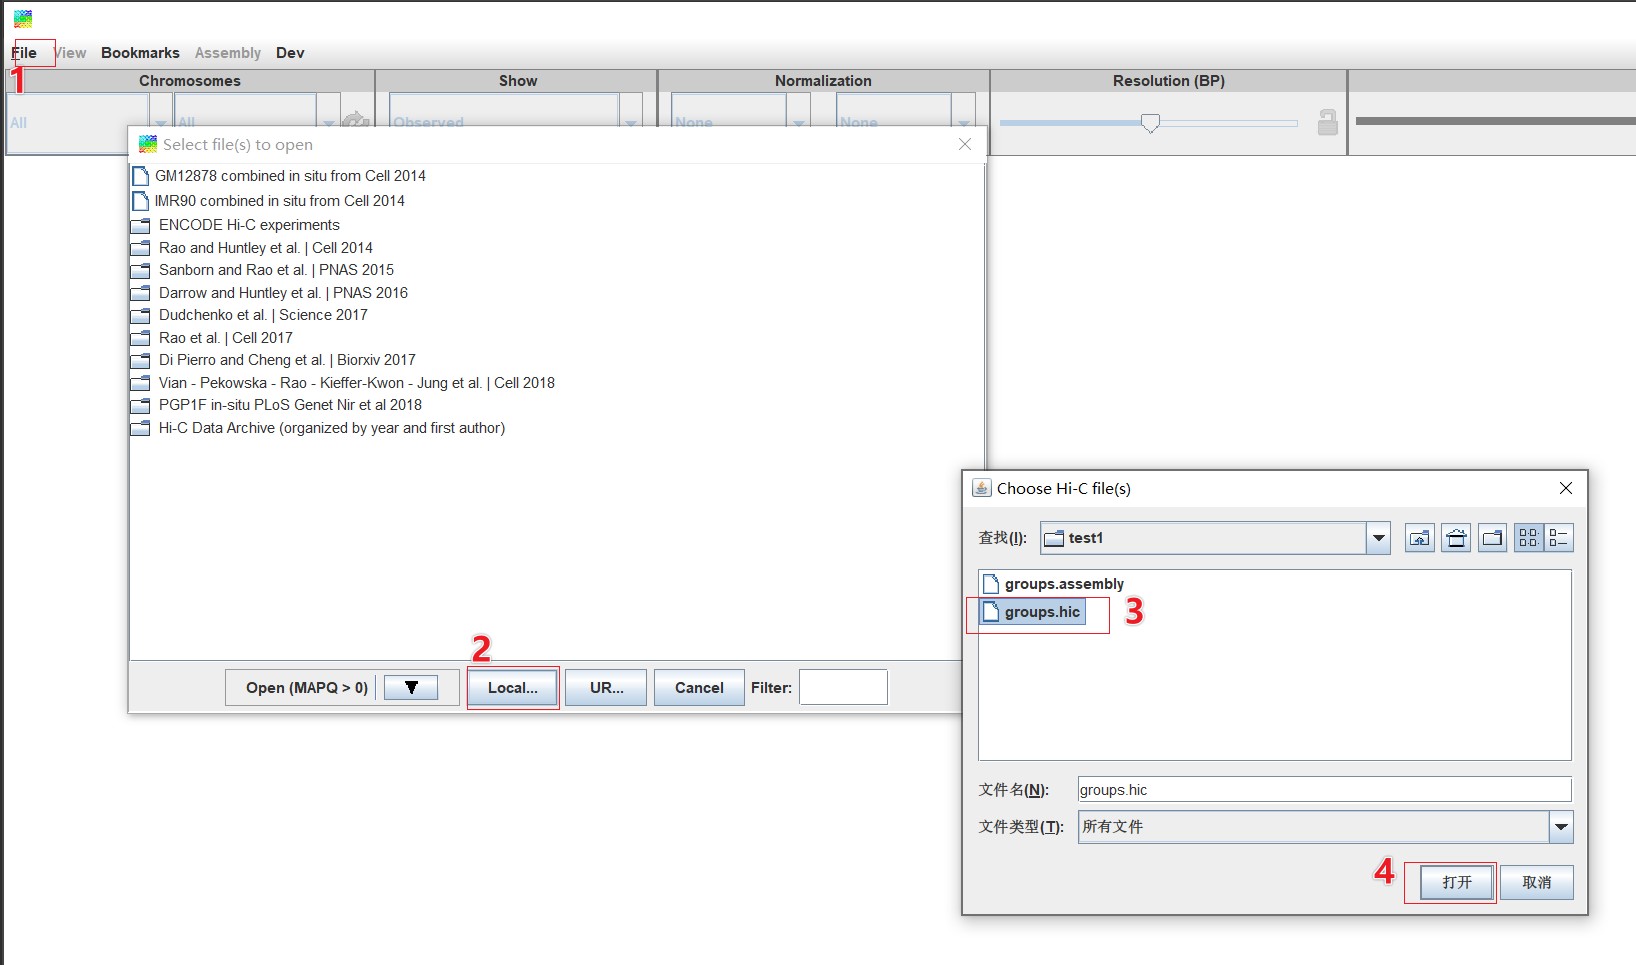 File View Bookmarks Assembly Dev
1
Chromosomes Show Normalization Resolution (BP)
All All Observed None None
Select file(s) to open
GM12878 combined in situ from Cell 2014
IMR90 combined in situ from Cell 2014
ENCODE Hi-C experiments
Rao and Huntley et al. | Cell 2014
Sanborn and Rao et al. | PNAS 2015
Darrow and Huntley et al. | PNAS 2016
Dudchenko et al. | Science 2017
Rao et al. | Cell 2017
Di Pierro and Cheng et al. | Biorxiv 2017
Vian - Pekowska - Rao - Kieffer-Kwon - Jung et al. | Cell 2018
PGP1F in-situ PLoS Genet Nir et al 2018
Hi-C Data Archive (organized by year and first author)
2
Open (MAPQ > 0) Local... UR... Cancel Filter:
Choose Hi-C file(s)
查找(I): test1
groups.assembly
groups.hic
3
文件名(N): groups.hic
文件类型(T): 所有文件
4
打开 取消